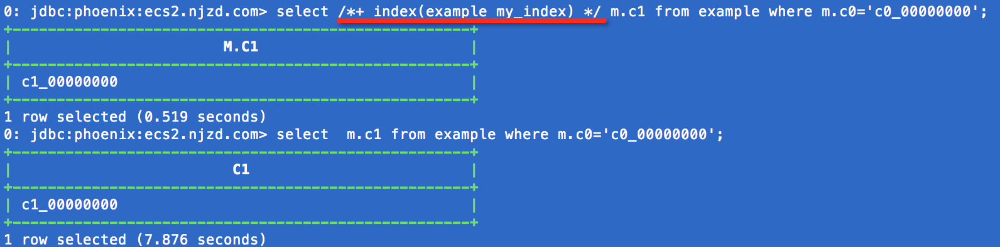 0: jdbc:phoenix:ecs2.njzd.com> select /*+ index(example my_index) */ m.c1 from example where m.c0='c0_00000000';
+----------------------------------------------------+
| M.C1 |
+----------------------------------------------------+
| c1_00000000 |
+----------------------------------------------------+
1 row selected (0.519 seconds)
0: jdbc:phoenix:ecs2.njzd.com> select  m.c1 from example where m.c0='c0_00000000';
+----------------------------------------------------+
| C1 |
+----------------------------------------------------+
| c1_00000000 |
+----------------------------------------------------+
1 row selected (7.876 seconds)